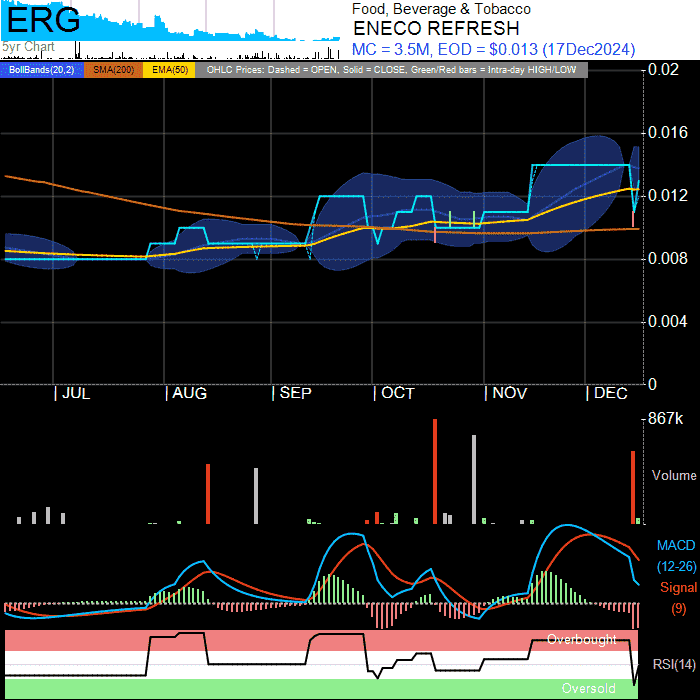 ERG
Food, Beverage & Tobacco
ENECO REFRESH
5yr Chart
MC = 3.5M, EOD = $0.013 (17Dec2024)
BollBands(20,2) SMA(200) EMA(50) OHLC Prices: Dashed = OPEN, Solid = CLOSE, Green/Red bars = Intra-day HIGH/LOW
0.02
0.016
0.012
0.008
0.004
0
| JUL | AUG | SEP | OCT | NOV | DEC
867k
Volume
MACD
(12-26)
Signal
(9)
Overbought
RSI(14)
Oversold